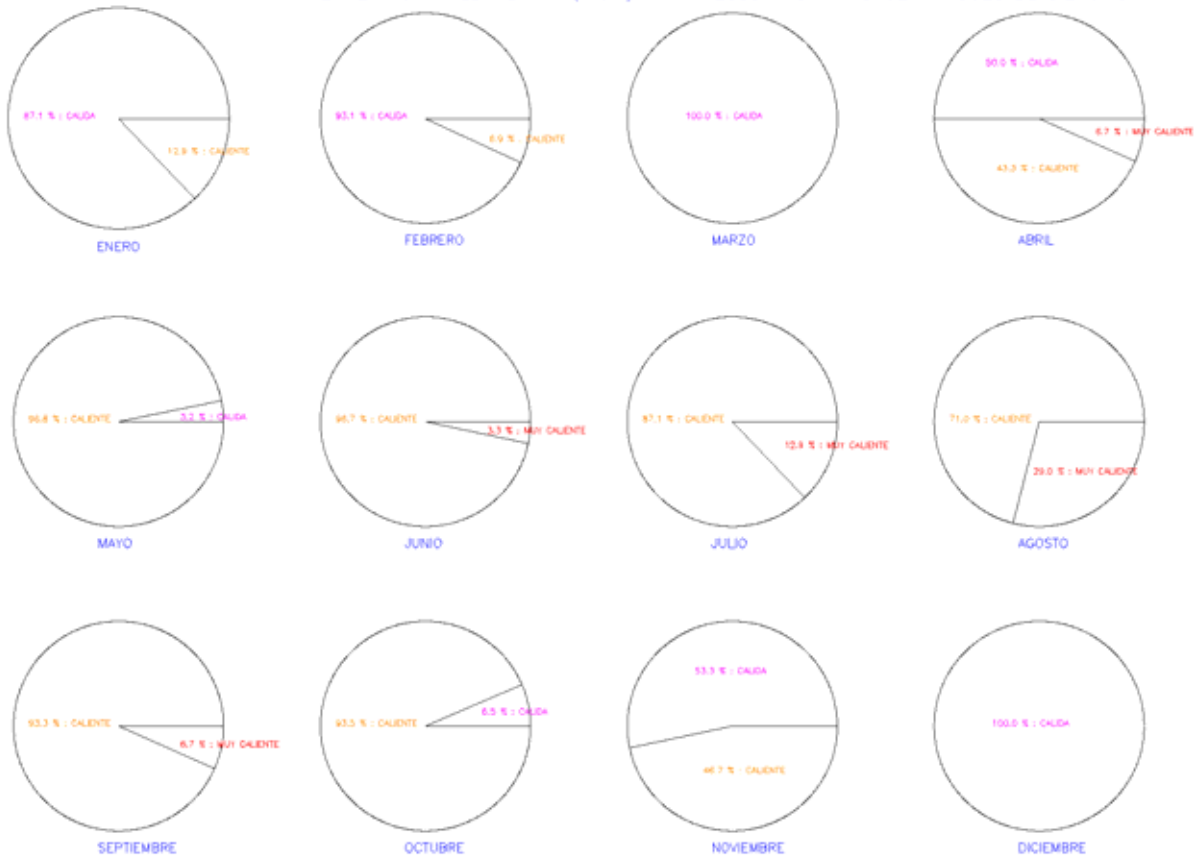 87.1 % : CALIDA
12.9 % : CALIENTE
ENERO
93.1 % : CALIDA
6.9 % : CALIENTE
FEBRERO
100.0 % : CALIDA
MARZO
50.0 % : CALIDA
6.7 % : MUY CALIENTE
43.3 % : CALIENTE
ABRIL
96.8 % : CALIENTE
3.2 % : CALIDA
MAYO
96.7 % : CALIENTE
3.3 % : MUY CALIENTE
JUNIO
87.1 % : CALIENTE
12.9 % : MUY CALIENTE
JULIO
71.0 % : CALIENTE
29.0 % : MUY CALIENTE
AGOSTO
93.3 % : CALIENTE
6.7 % : MUY CALIENTE
SEPTIEMBRE
93.5 % : CALIENTE
6.5 % : CALIDA
OCTUBRE
53.3 % : CALIDA
46.7 % : CALIENTE
NOVIEMBRE
100.0 % : CALIDA
DICIEMBRE